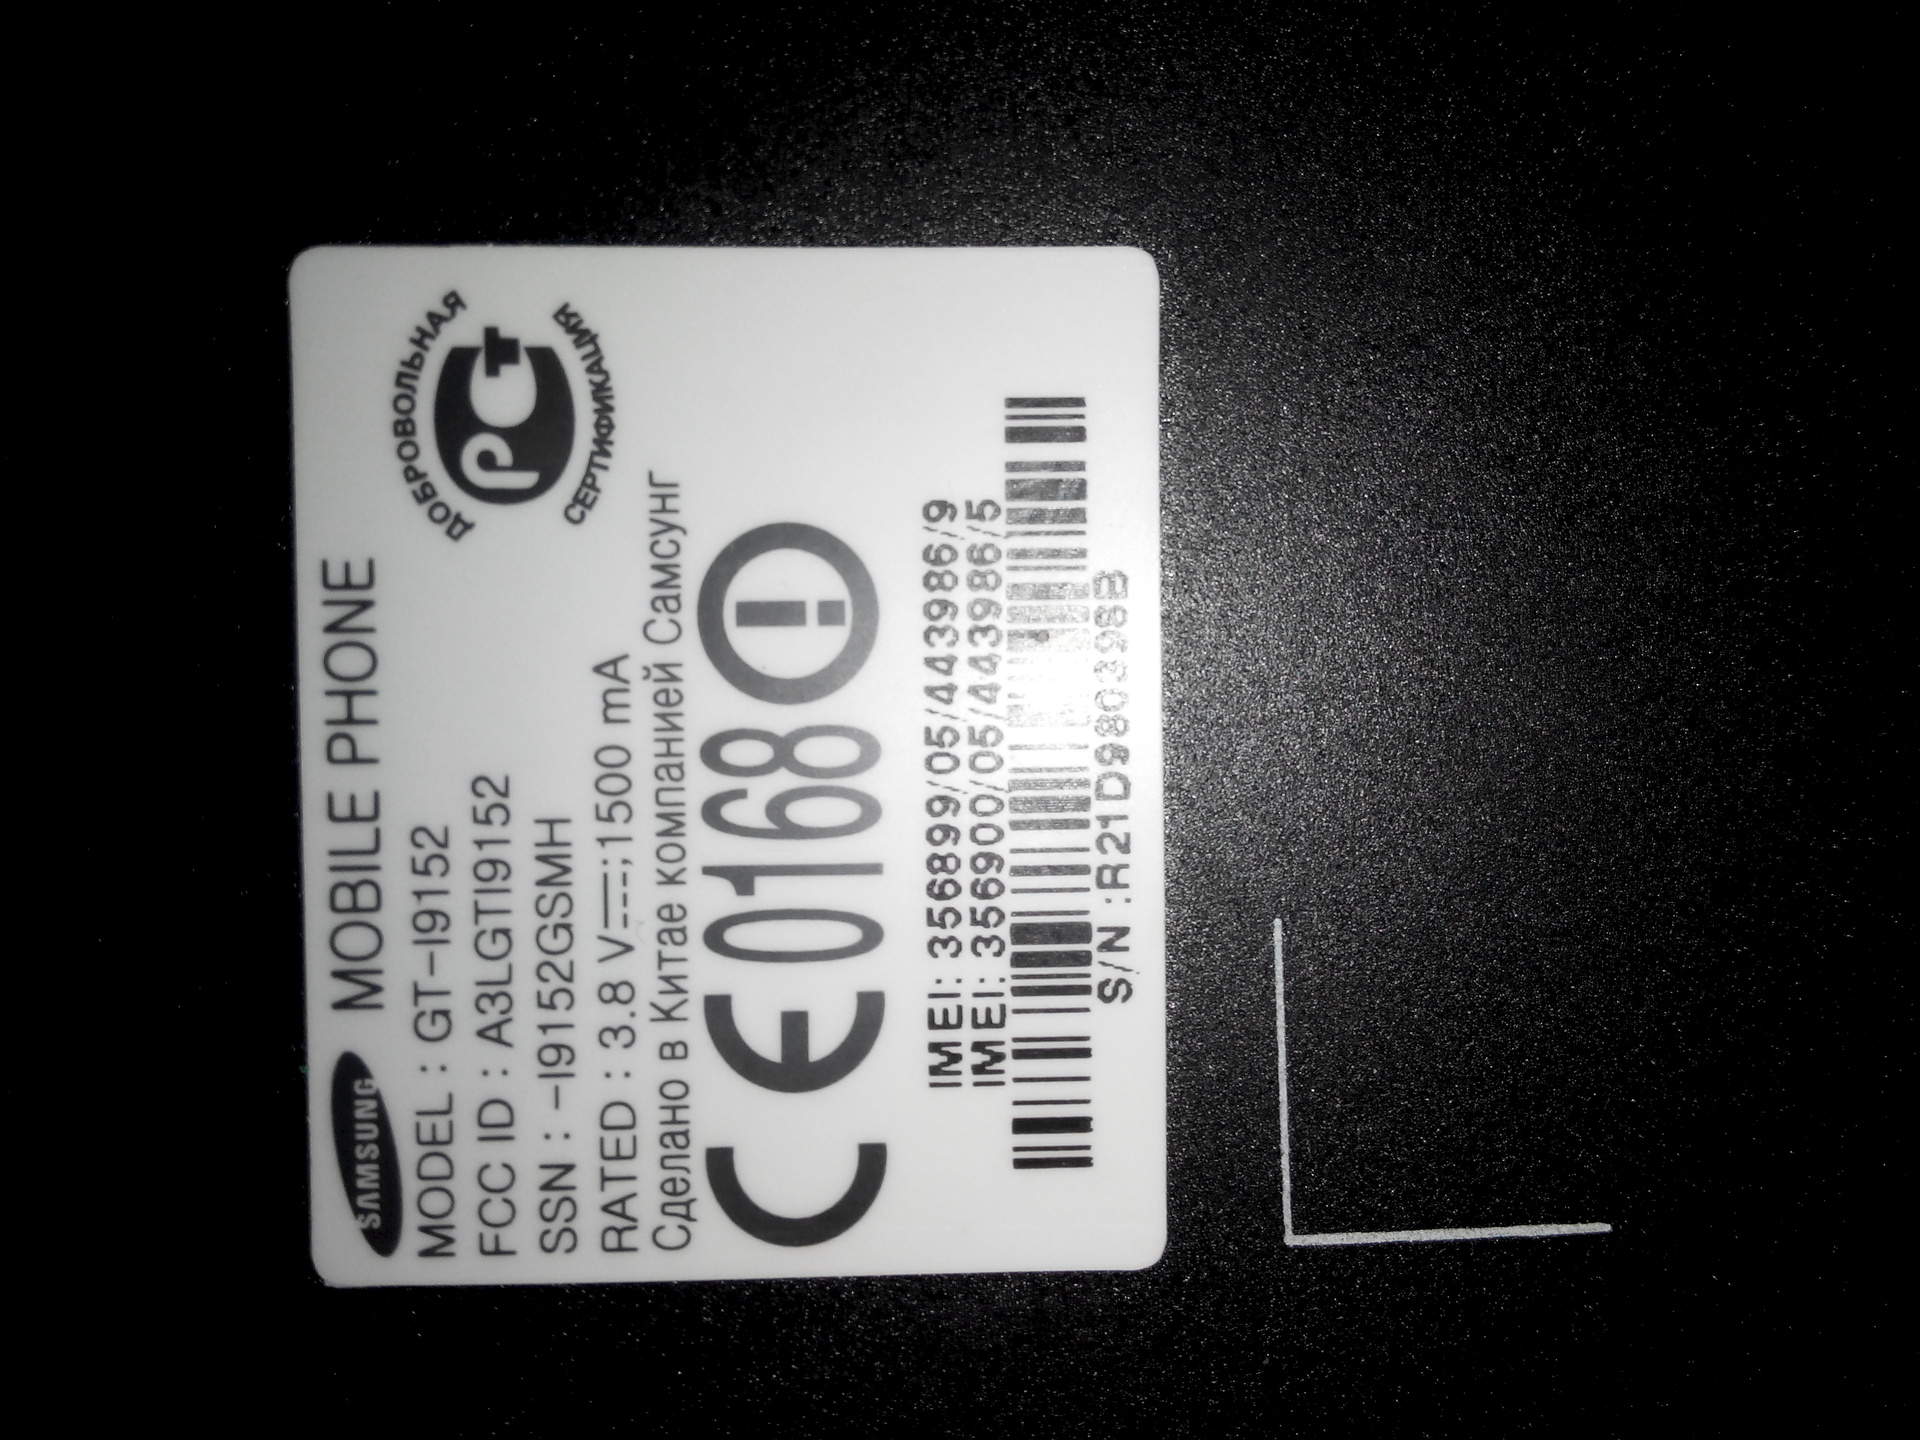 SAMSUNG MOBILE PHONE
MODEL : GT-I9152
FCC ID : A3LGTI9152
SSN : -I9152GSMH
RATED : 3.8 V ; 1500 mA
Сделано в Китае компанией Самсунг
ДОБРОВОЛЬНАЯ
РСТ
СЕРТИФИКАЦИЯ
CE0168
IMEI: 356899/05/443986/9
IMEI: 356900/05/443986/5
S/N :R21D980398B